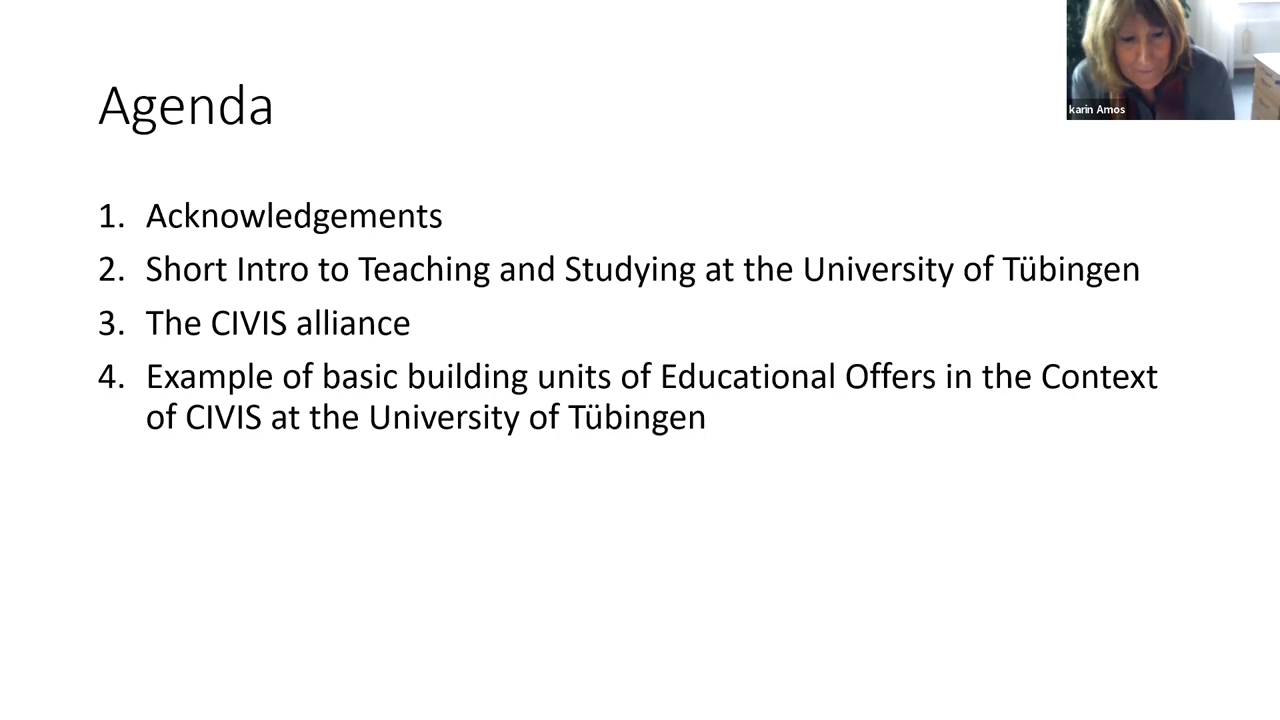 karin Amos
Agenda
1. Acknowledgements
2. Short Intro to Teaching and Studying at the University of Tübingen
3. The CIVIS alliance
4. Example of basic building units of Educational Offers in the Context
of CIVIS at the University of Tübingen